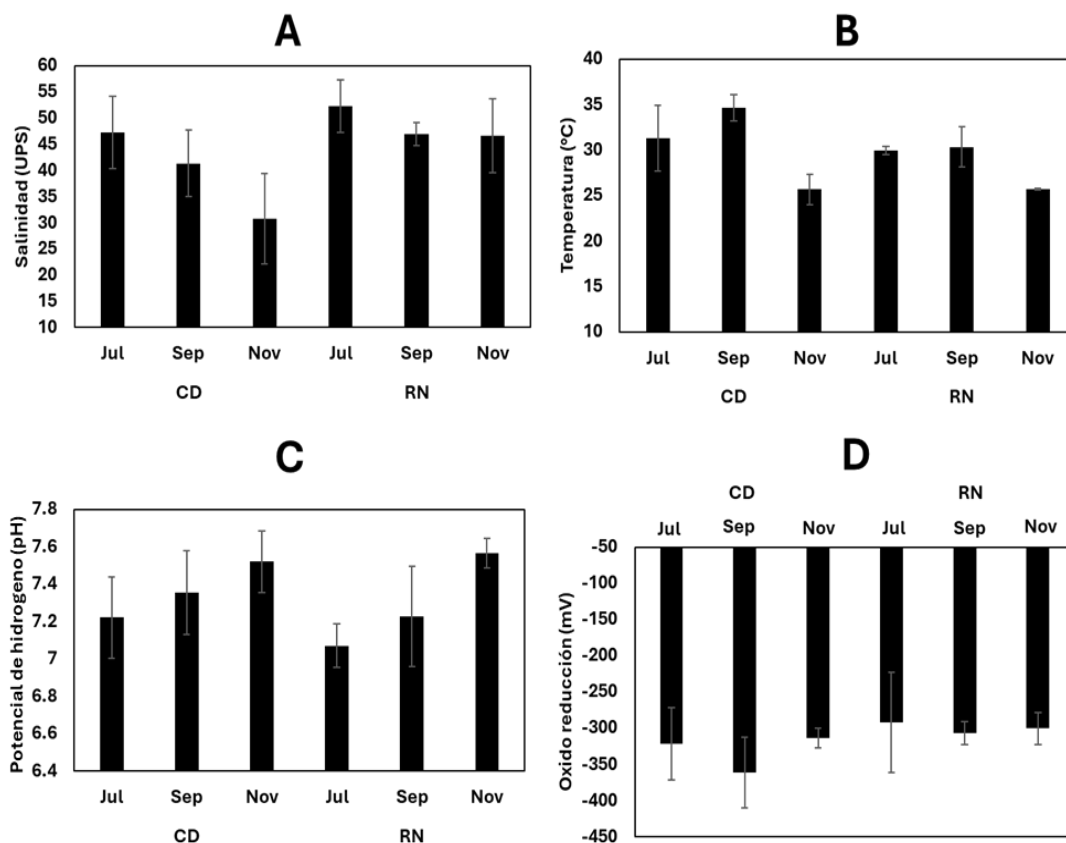 A
Salinidad (UPS)
60
55
50
45
40
35
30
25
20
15
10
Jul Sep Nov Jul Sep Nov
CD RN
B
Temperatura (°C)
40
35
30
25
20
15
10
Jul Sep Nov Jul Sep Nov
CD RN
C
Potencial de hidrogeno (pH)
7.8
7.6
7.4
7.2
7
6.8
6.6
6.4
Jul Sep Nov Jul Sep Nov
CD RN
D
CD RN
Jul Sep Nov Jul Sep Nov
Oxido reducción (mV)
-50
-100
-150
-200
-250
-300
-350
-400
-450